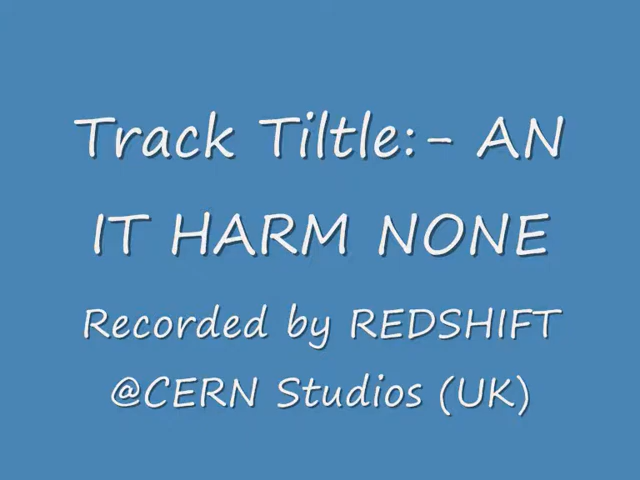 Track Tiltle:- AN
IT HARM NONE
Recorded by REDSHIFT
@CERN Studios (UK)